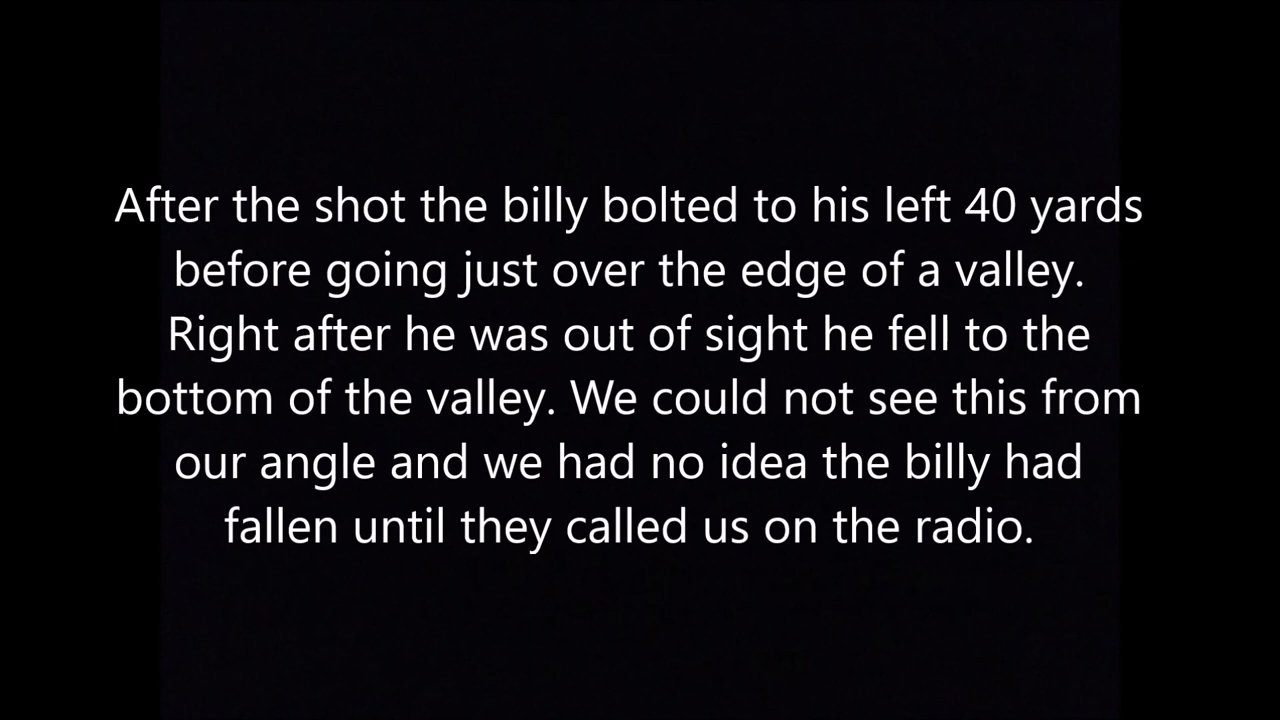 After the shot the billy bolted to his left 40 yards
before going just over the edge of a valley.
Right after he was out of sight he fell to the
bottom of the valley. We could not see this from
our angle and we had no idea the billy had
fallen until they called us on the radio.